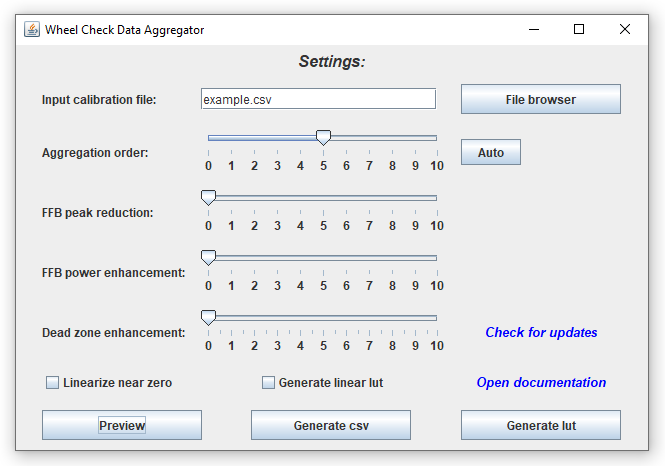 Wheel Check Data Aggregator
Settings:
Input calibration file: example.csv File browser
Aggregation order: Auto
0 1 2 3 4 5 6 7 8 9 10
FFB peak reduction:
0 1 2 3 4 5 6 7 8 9 10
FFB power enhancement:
0 1 2 3 4 5 6 7 8 9 10
Dead zone enhancement: Check for updates
0 1 2 3 4 5 6 7 8 9 10
Linearize near zero Generate linear lut Open documentation
Preview Generate csv Generate lut